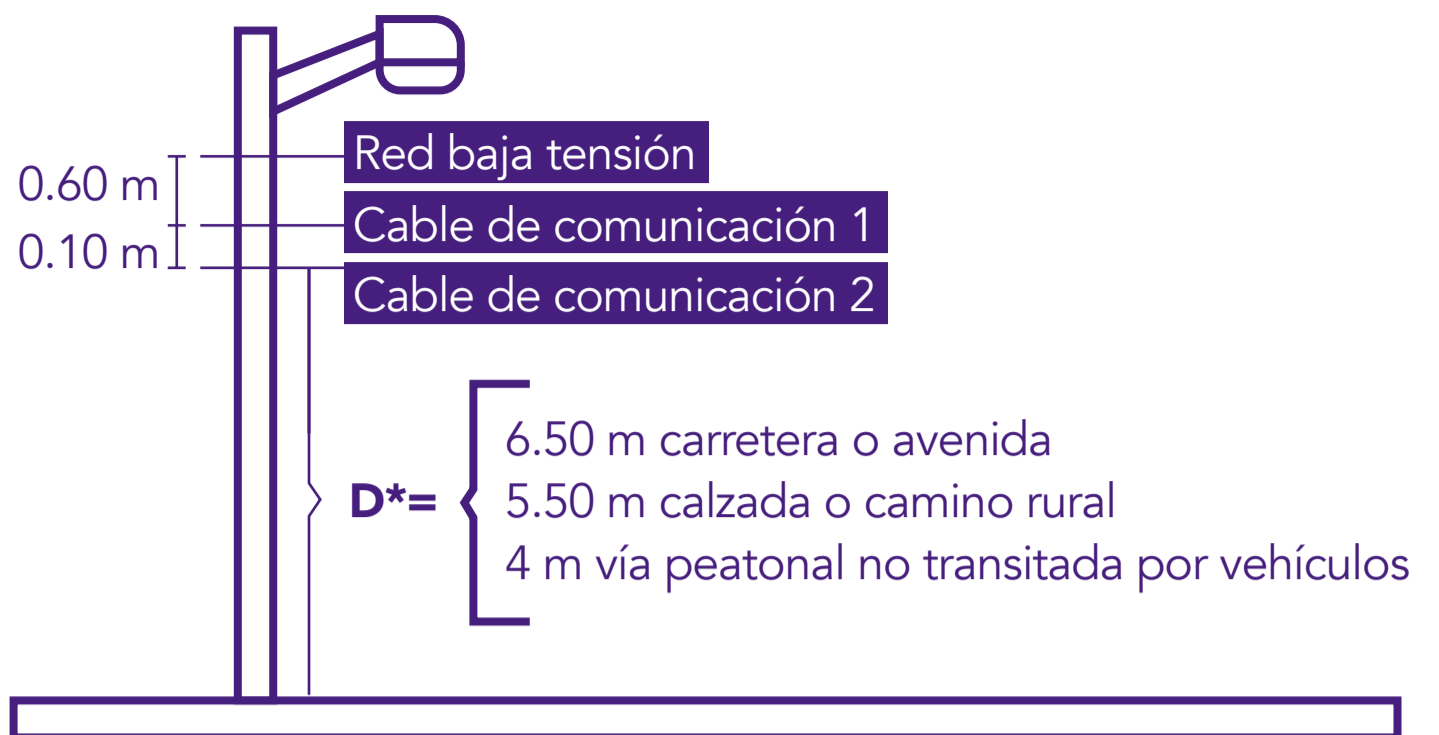 Red baja tensión
0.60 m
Cable de comunicación 1
0.10 m
Cable de comunicación 2
6.50 m carretera o avenida
D*=
5.50 m calzada o camino rural
4 m vía peatonal no transitada por vehículos